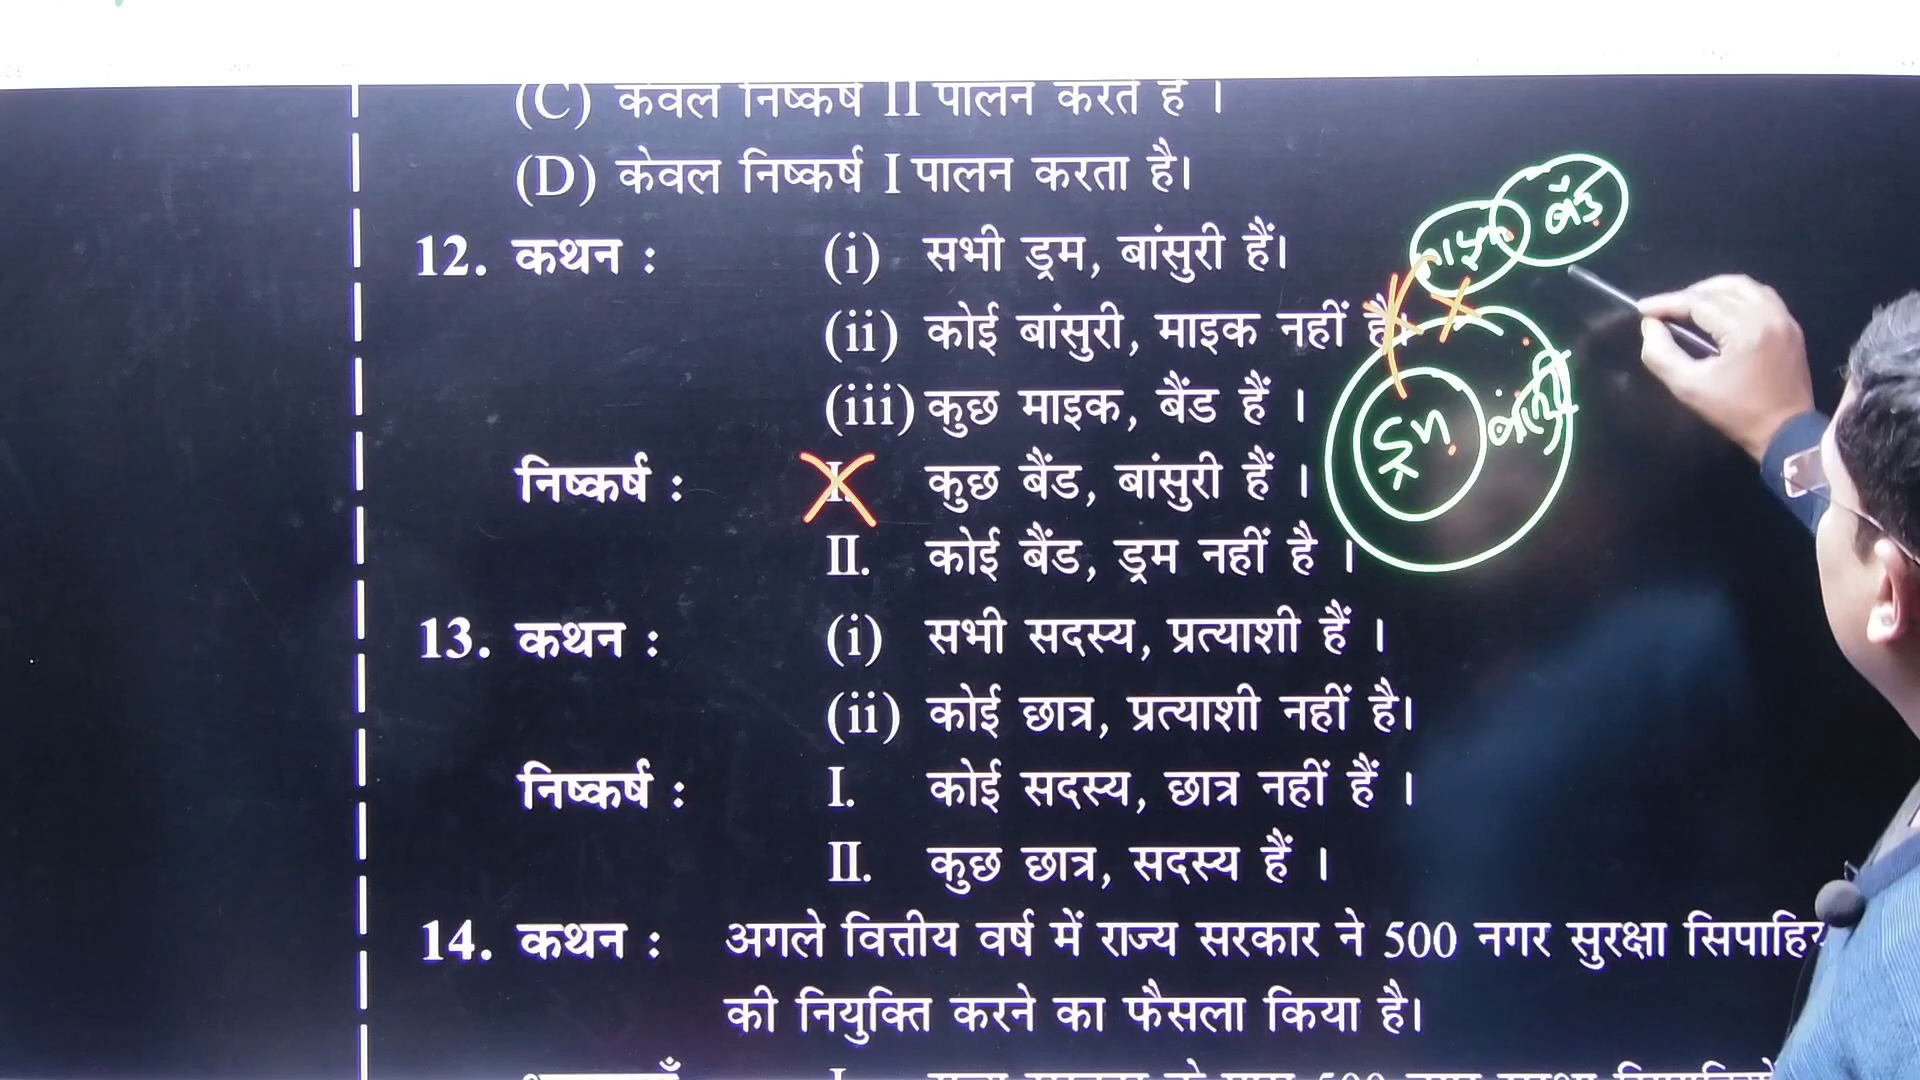 (C) केवल निष्कर्ष II पालन करते हैं ।
(D) केवल निष्कर्ष I पालन करता है।
12. कथन : (i) सभी ड्रम, बांसुरी हैं।
(ii) कोई बांसुरी, माइक नहीं है।
(iii) कुछ माइक, बैंड हैं ।
निष्कर्ष : I. कुछ बैंड, बांसुरी हैं ।
II. कोई बैंड, ड्रम नहीं है ।
माइक बैंड
ड्रम बांसुरी
13. कथन : (i) सभी सदस्य, प्रत्याशी हैं ।
(ii) कोई छात्र, प्रत्याशी नहीं है।
निष्कर्ष : I. कोई सदस्य, छात्र नहीं हैं ।
II. कुछ छात्र, सदस्य हैं ।
14. कथन : अगले वित्तीय वर्ष में राज्य सरकार ने 500 नगर सुरक्षा
की नियुक्ति करने का फैसला किया है।